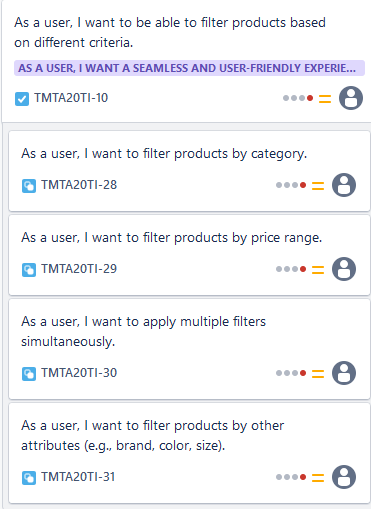 As a user, I want to be able to filter products based
on different criteria.
AS A USER, I WANT A SEAMLESS AND USER-FRIENDLY EXPERIE...
TMTA20TI-10
As a user, I want to filter products by category.
TMTA20TI-28
As a user, I want to filter products by price range.
TMTA20TI-29
As a user, I want to apply multiple filters
simultaneously.
TMTA20TI-30
As a user, I want to filter products by other
attributes (e.g., brand, color, size).
TMTA20TI-31